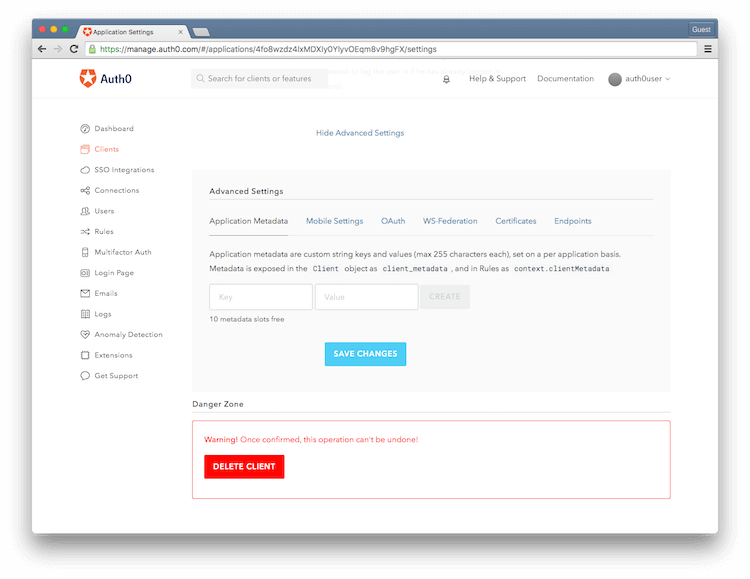 Application Settings
Guest
https://manage.auth0.com/#/applications/4fo8wzdz4lxMDXIy0YlyvOEqm8v9hgFX/settings
Auth0
Search for clients or features
Help & Support
Documentation
auth0user
Dashboard
Clients
SSO Integrations
Connections
Users
Rules
Multifactor Auth
Login Page
Emails
Logs
Anomaly Detection
Extensions
Get Support
Hide Advanced Settings
Advanced Settings
Application Metadata Mobile Settings OAuth WS-Federation Certificates Endpoints
Application metadata are custom string keys and values (max 255 characters each), set on a per application basis.
Metadata is exposed in the Client object as client_metadata , and in Rules as context.clientMetadata
Key Value CREATE
10 metadata slots free
SAVE CHANGES
Danger Zone
Warning! Once confirmed, this operation can't be undone!
DELETE CLIENT